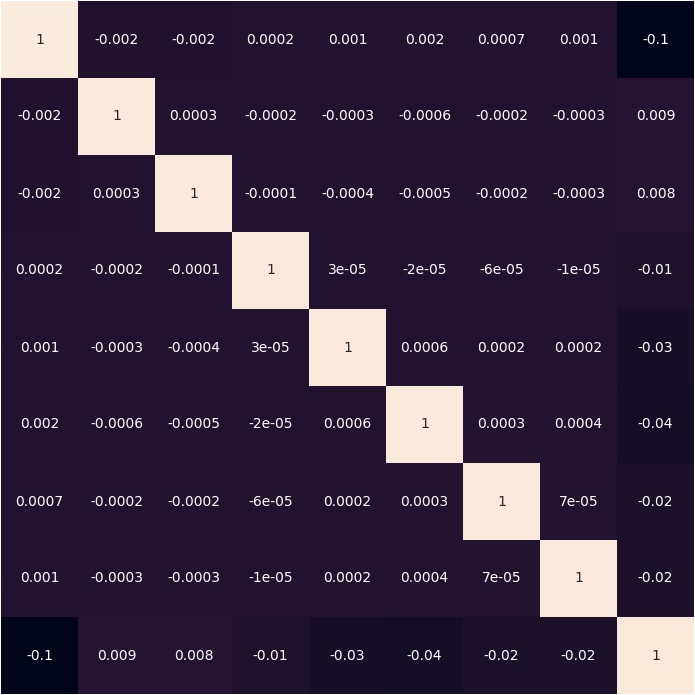 1 -0.002 -0.002 0.0002 0.001 0.002 0.0007 0.001 -0.1
-0.002 1 0.0003 -0.0002 -0.0003 -0.0006 -0.0002 -0.0003 0.009
-0.002 0.0003 1 -0.0001 -0.0004 -0.0005 -0.0002 -0.0003 0.008
0.0002 -0.0002 -0.0001 1 3e-05 -2e-05 -6e-05 -1e-05 -0.01
0.001 -0.0003 -0.0004 3e-05 1 0.0006 0.0002 0.0002 -0.03
0.002 -0.0006 -0.0005 -2e-05 0.0006 1 0.0003 0.0004 -0.04
0.0007 -0.0002 -0.0002 -6e-05 0.0002 0.0003 1 7e-05 -0.02
0.001 -0.0003 -0.0003 -1e-05 0.0002 0.0004 7e-05 1 -0.02
-0.1 0.009 0.008 -0.01 -0.03 -0.04 -0.02 -0.02 1